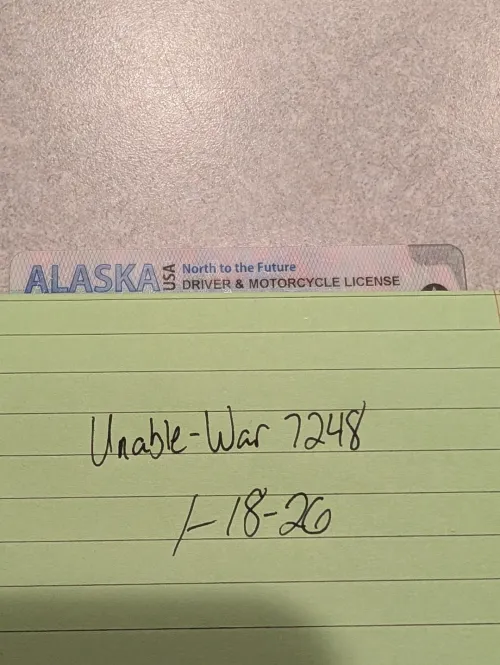 ALASKA USA North to the Future
DRIVER & MOTORCYCLE LICENSE
Unable-War 7248
1-18-26